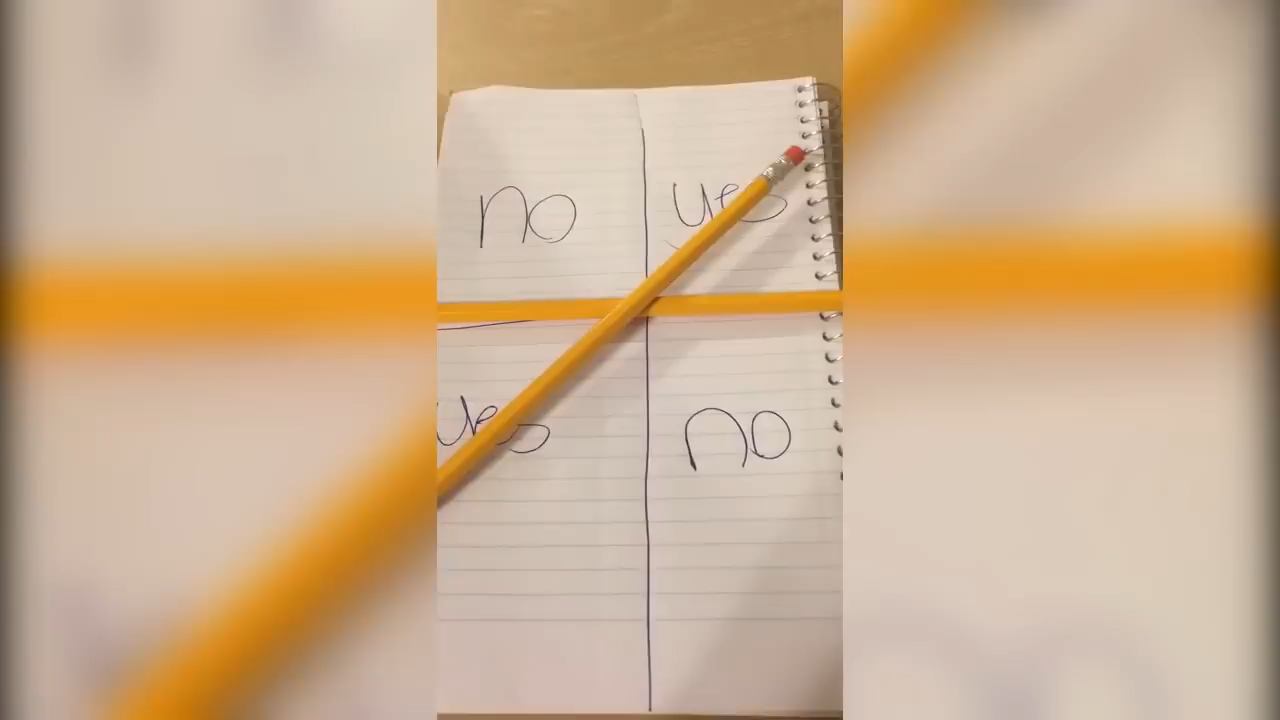 no yes
yes no